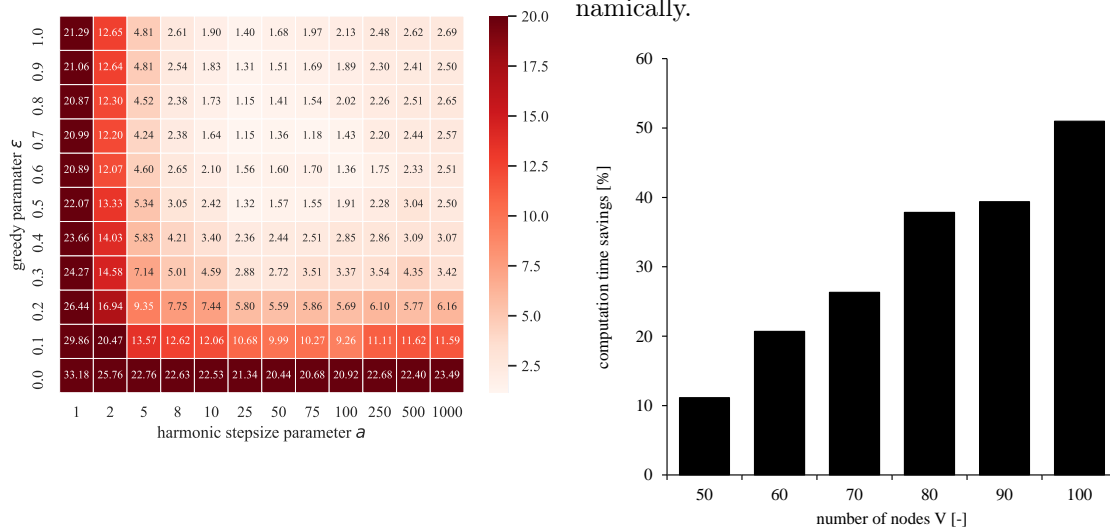 namically.
1.0 21.29 12.65 4.81 2.61 1.90 1.40 1.68 1.97 2.13 2.48 2.62 2.69
0.9 21.06 12.64 4.81 2.54 1.83 1.31 1.51 1.69 1.89 2.30 2.41 2.50
0.8 20.87 12.30 4.52 2.38 1.73 1.15 1.41 1.54 2.02 2.26 2.51 2.65
0.7 20.99 12.20 4.24 2.38 1.64 1.15 1.36 1.18 1.43 2.20 2.44 2.57
0.6 20.89 12.07 4.60 2.65 2.10 1.56 1.60 1.70 1.36 1.75 2.33 2.51
0.5 22.07 13.33 5.34 3.05 2.42 1.32 1.57 1.55 1.91 2.28 3.04 2.50
0.4 23.66 14.03 5.83 4.21 3.40 2.36 2.44 2.51 2.85 2.86 3.09 3.07
0.3 24.27 14.58 7.14 5.01 4.59 2.88 2.72 3.51 3.37 3.54 4.35 3.42
0.2 26.44 16.94 9.35 7.75 7.44 5.80 5.59 5.86 5.69 6.10 5.77 6.16
0.1 29.86 20.47 13.57 12.62 12.06 10.68 9.99 10.27 9.26 11.11 11.62 11.59
0.0 33.18 25.76 22.76 22.63 22.53 21.34 20.44 20.68 20.92 22.68 22.40 23.49
1 2 5 8 10 25 50 75 100 250 500 1000
harmonic stepsize parameter a
greedy paramater ε
20.0
17.5
15.0
12.5
10.0
7.5
5.0
2.5
60
50
40
30
20
10
0
computation time savings [%]
50 60 70 80 90 100
number of nodes V [-]